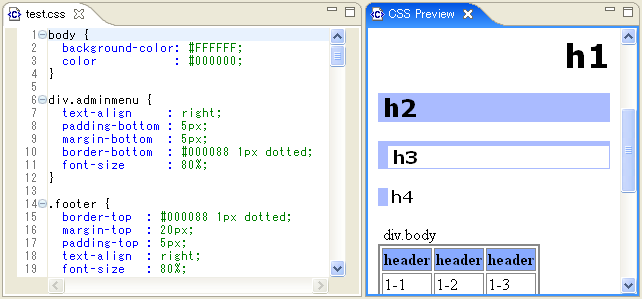 test.css
1 body {
2 background-color: #FFFFFF;
3 color : #000000;
4 }
5
6 div.adminmenu {
7 text-align : right;
8 padding-bottom : 5px;
9 margin-bottom : 5px;
10 border-bottom : #000088 1px dotted;
11 font-size : 80%;
12 }
13
14 .footer {
15 border-top : #000088 1px dotted;
16 margin-top : 20px;
17 padding-top : 5px;
18 text-align : right;
19 font-size : 80%;
CSS Preview
h1
h2
h3
h4
div.body
header header header
1-1 1-2 1-3